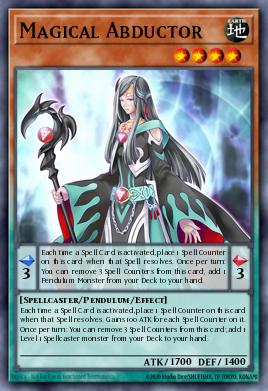 MAGICAL ABDUCTOR
EARTH
地
Each time a Spell Card is activated, place 1 Spell Counter
on this card when that Spell resolves. Once per turn:
You can remove 3 Spell Counters from this card; add 1
Pendulum Monster from your Deck to your hand.
3
3
[SPELLCASTER/PENDULUM/EFFECT]
Each time a Spell Card is activated, place 1 Spell Counter on this card
when that Spell resolves. Gains 100 ATK for each Spell Counter on it.
Once per turn: You can remove 3 Spell Counters from this card; add 1
Level 1 Spellcaster monster from your Deck to your hand.
ATK/1700 DEF/1400